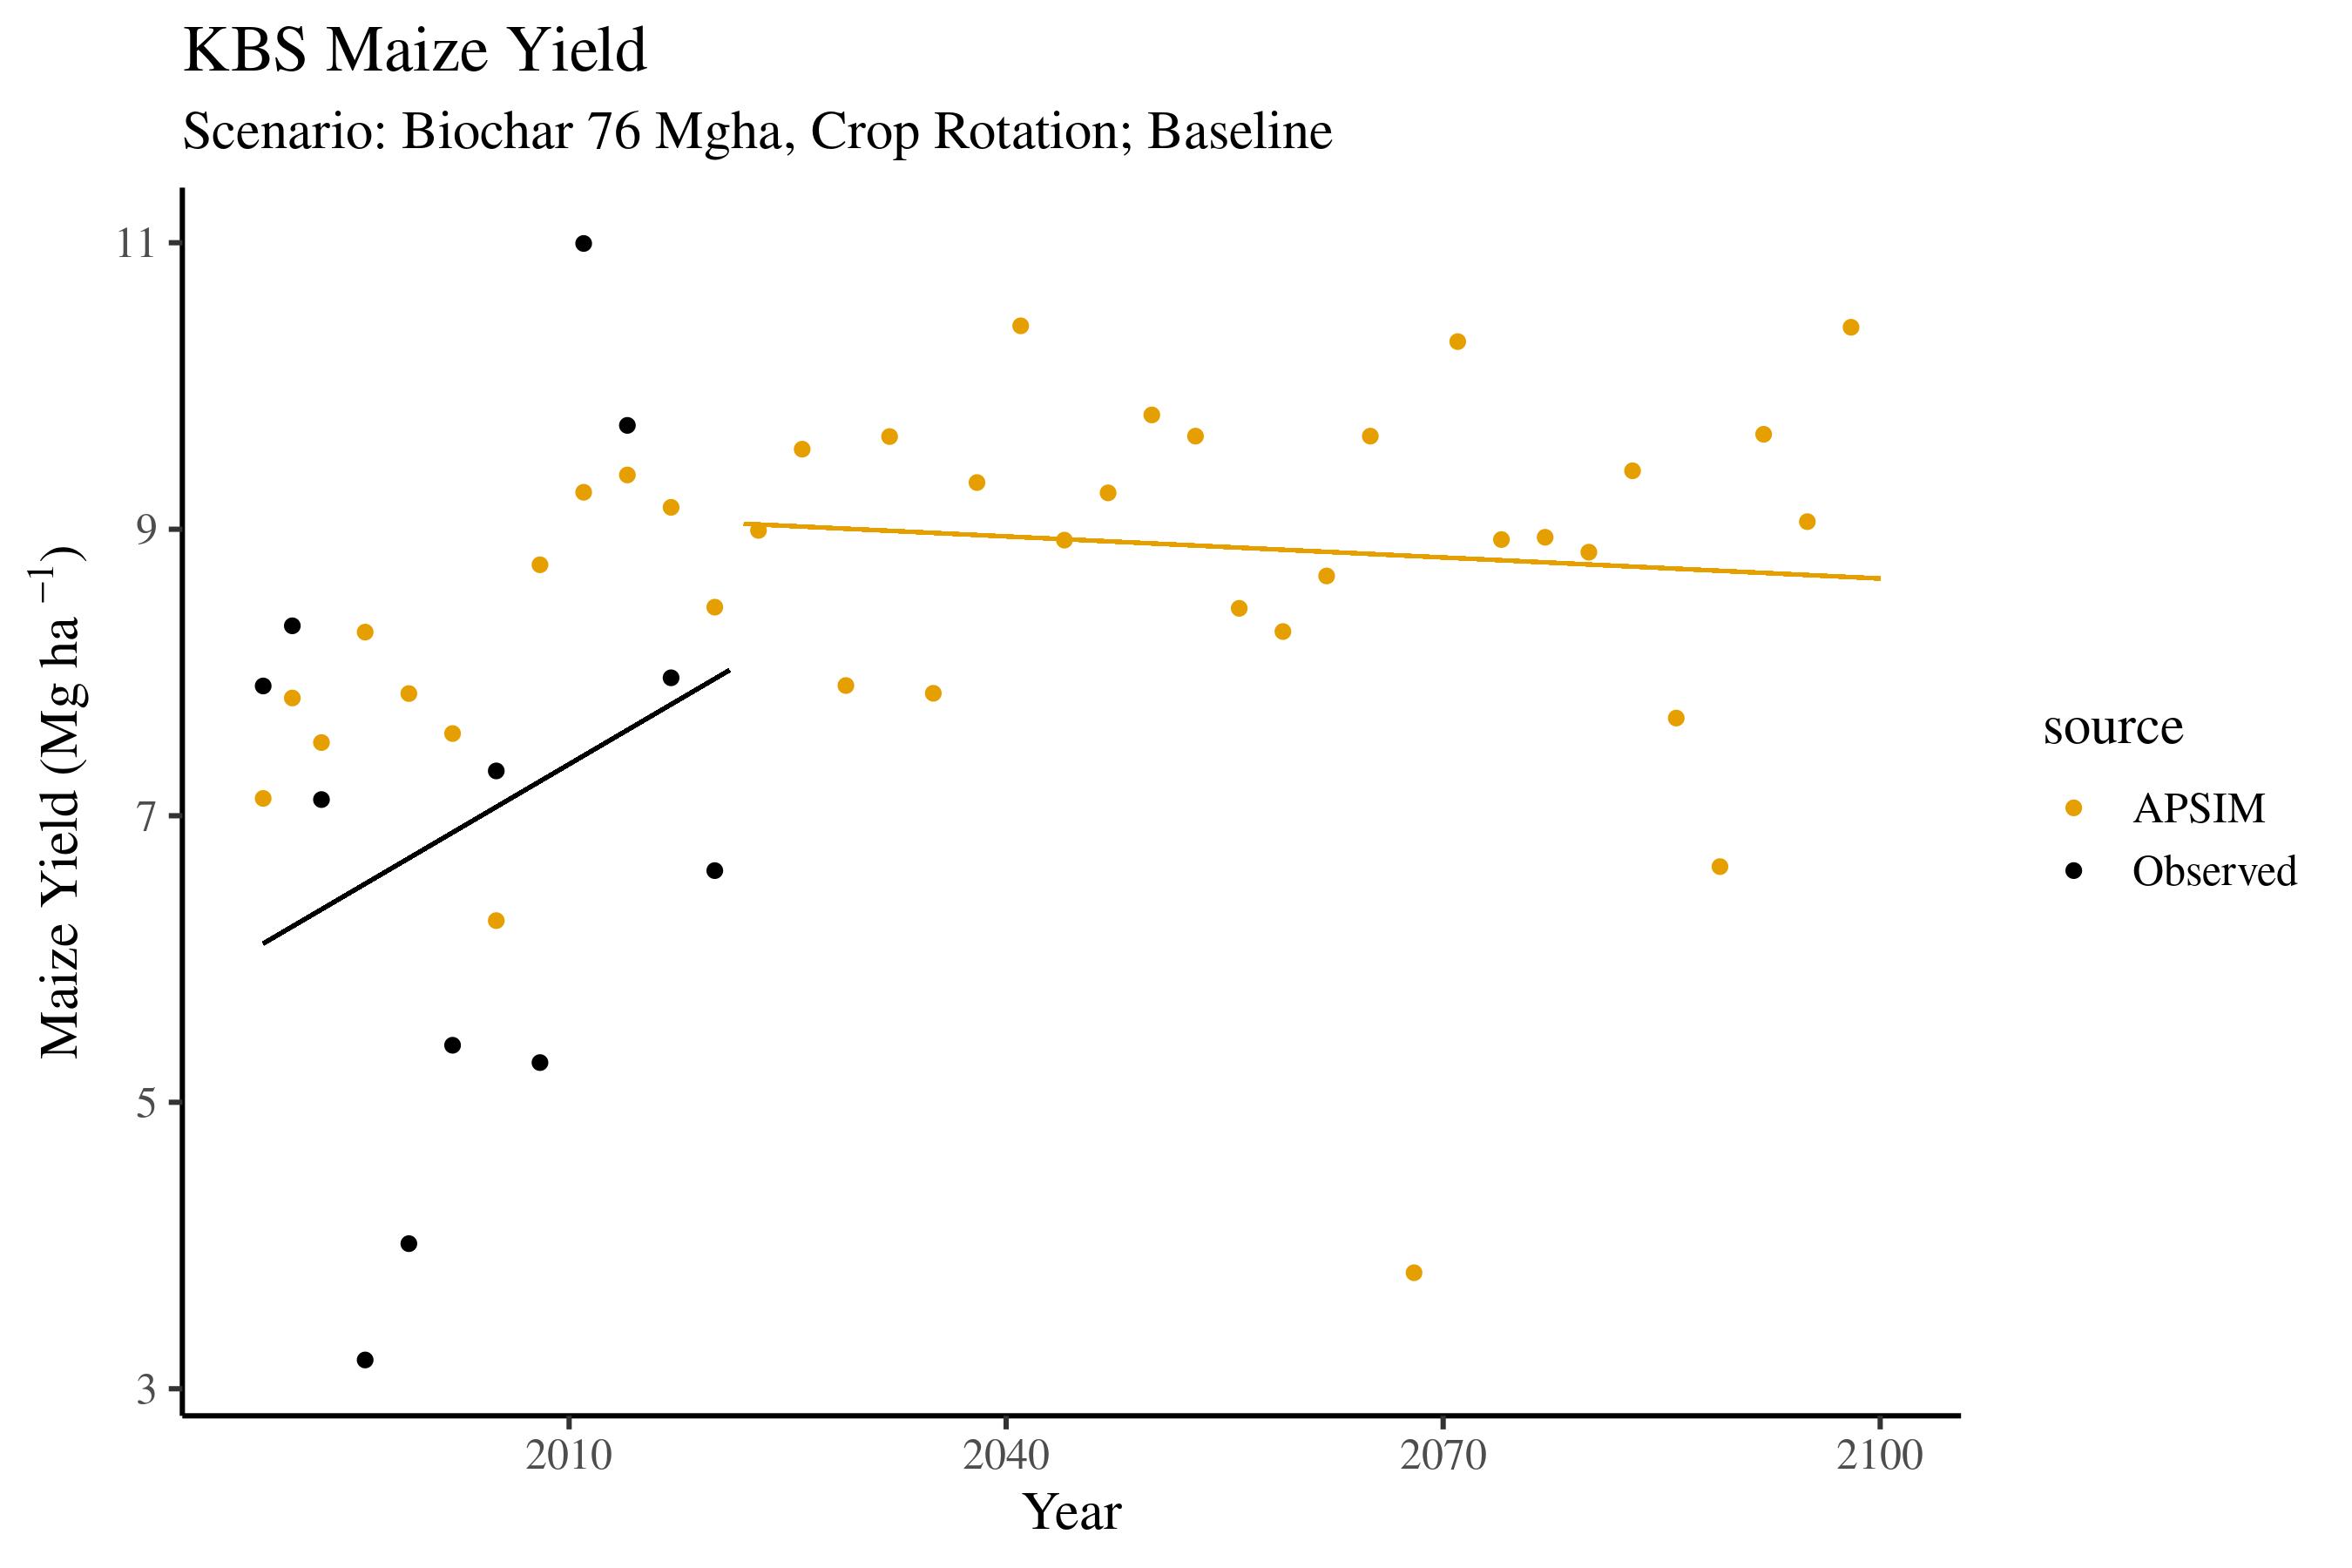 KBS Maize Yield
Scenario: Biochar 76 Mgha, Crop Rotation; Baseline
Maize Yield (Mg ha⁻¹)
11
9
7
5
3
2010 2040 2070 2100
Year
source
APSIM
Observed